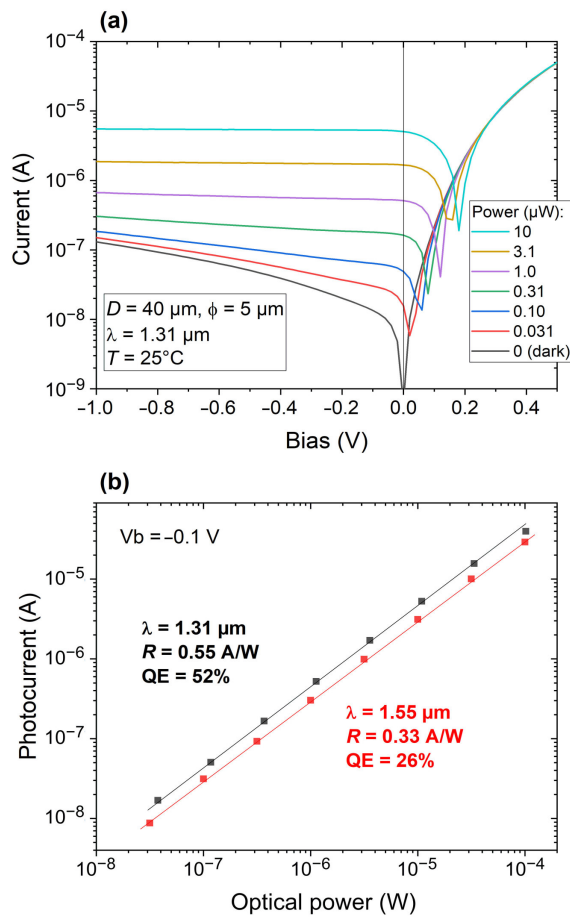 (a)
10⁻⁴
10⁻⁵
10⁻⁶
10⁻⁷
10⁻⁸
10⁻⁹
Current (A)
D = 40 µm, ϕ = 5 µm
λ = 1.31 µm
T = 25°C
Power (µW):
10
3.1
1.0
0.31
0.10
0.031
0 (dark)
−1.0 −0.8 −0.6 −0.4 −0.2 0.0 0.2 0.4
Bias (V)
(b)
Vb = −0.1 V
10⁻⁵
10⁻⁶
10⁻⁷
10⁻⁸
Photocurrent (A)
λ = 1.31 µm
R = 0.55 A/W
QE = 52%
λ = 1.55 µm
R = 0.33 A/W
QE = 26%
10⁻⁸ 10⁻⁷ 10⁻⁶ 10⁻⁵ 10⁻⁴
Optical power (W)